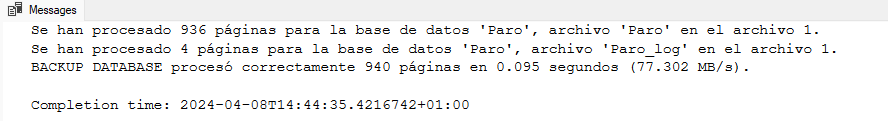 Messages
Se han procesado 936 páginas para la base de datos 'Paro', archivo 'Paro' en el archivo 1.
Se han procesado 4 páginas para la base de datos 'Paro', archivo 'Paro_log' en el archivo 1.
BACKUP DATABASE procesó correctamente 940 páginas en 0.095 segundos (77.302 MB/s).
Completion time: 2024-04-08T14:44:35.4216742+01:00